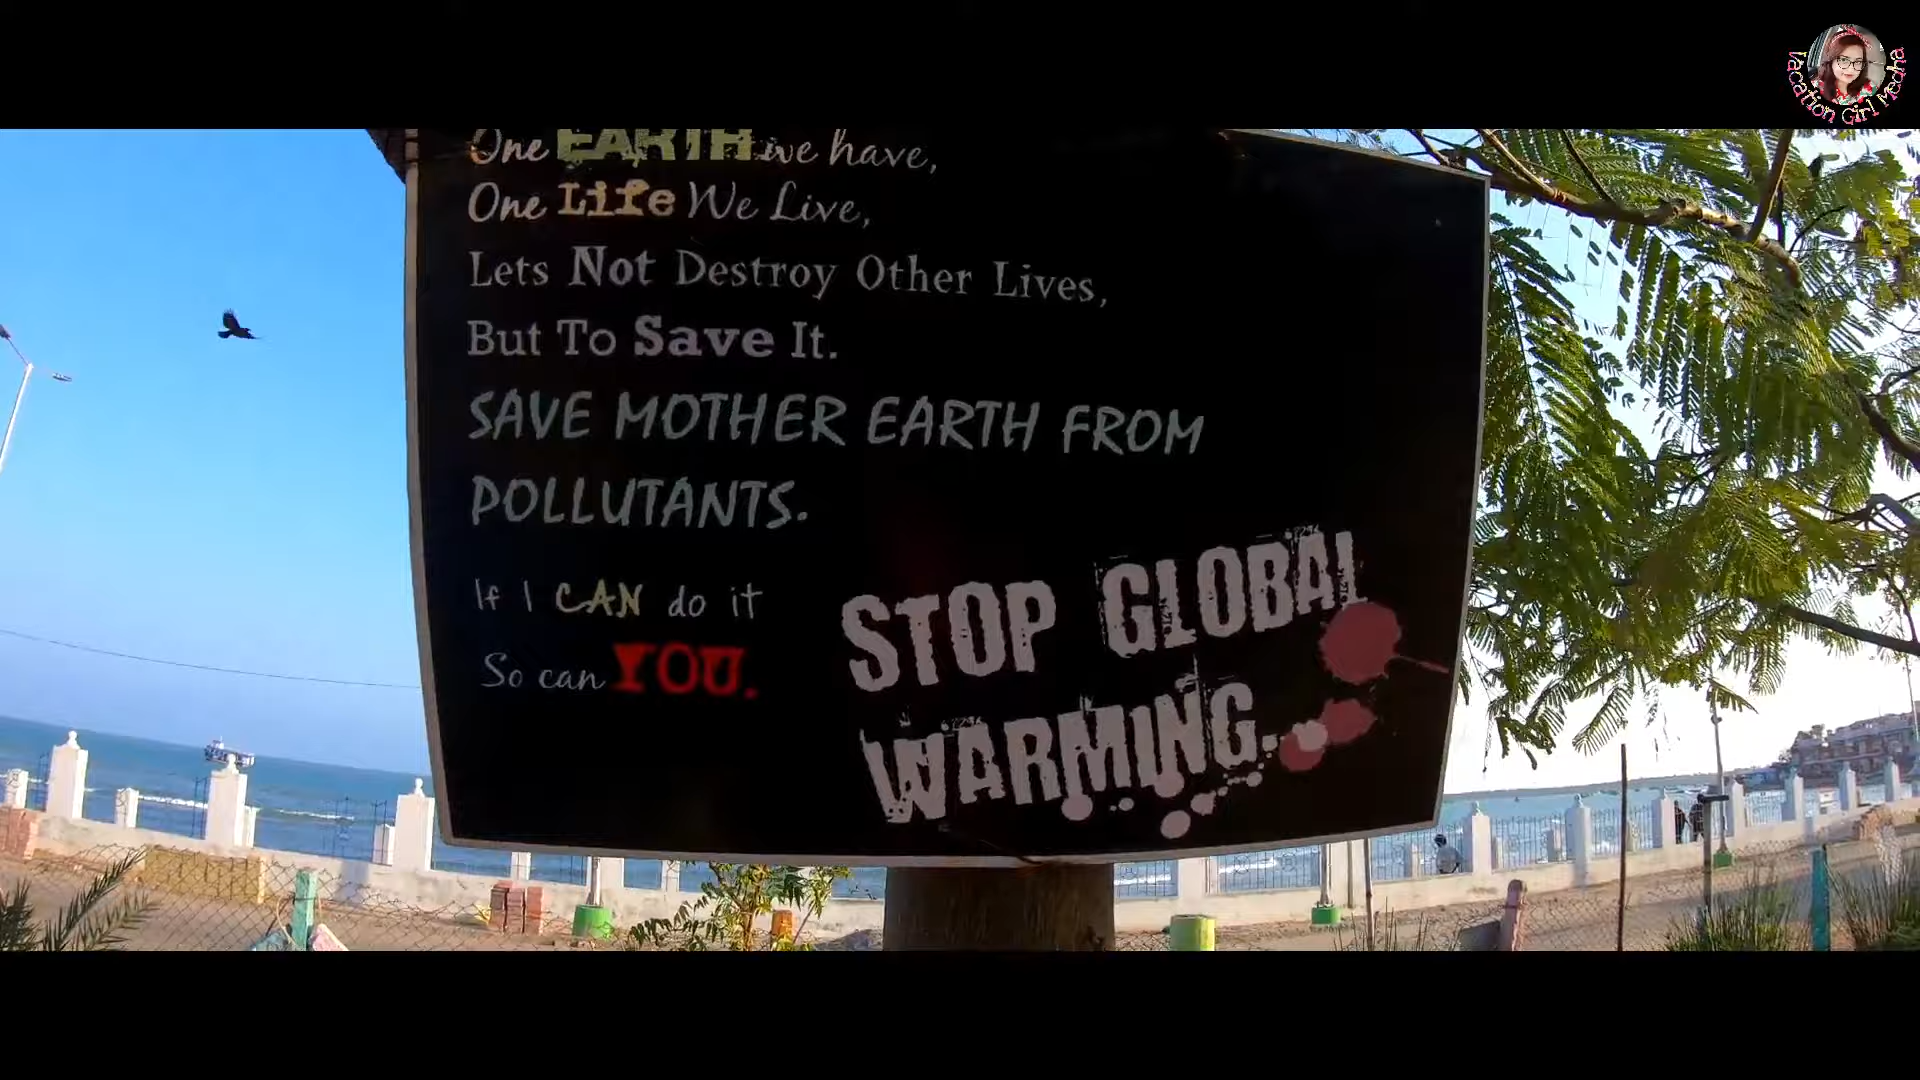 Vacation Girl Medha
One EARTH we have,
One Life We Live,
Lets Not Destroy Other Lives,
But To Save It.
SAVE MOTHER EARTH FROM
POLLUTANTS.
If I CAN do it
So can YOU.
STOP GLOBAL
WARMING..